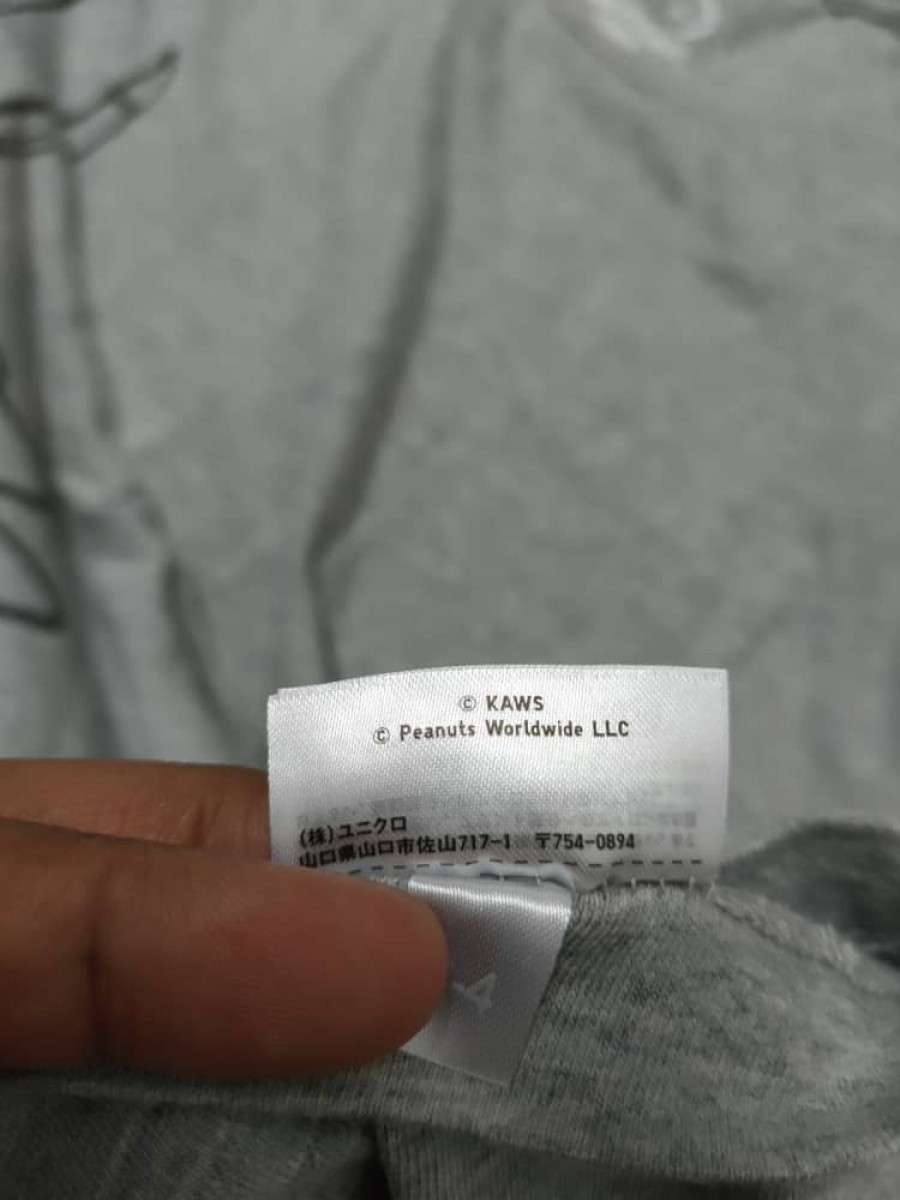 © KAWS
© Peanuts Worldwide LLC
(株)ユニクロ
山口県山口市佐山717-1 〒754-0894